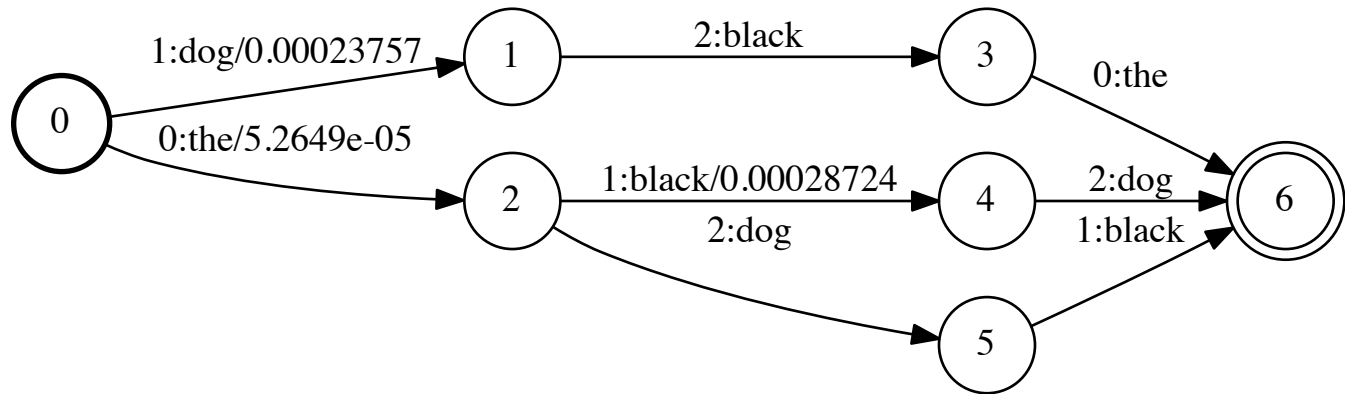 1:dog/0.00023757
2:black
0:the
0
1
3
0:the/5.2649e-05
1:black/0.00028724
2:dog
2
4
6
2:dog
1:black
5